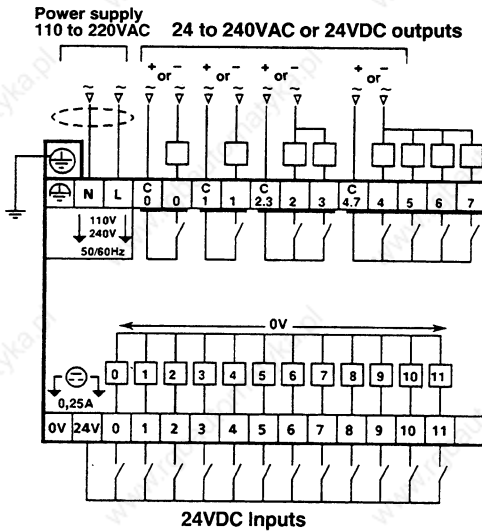 Power supply
110 to 220VAC
24 to 240VAC or 24VDC outputs
~ ~ ~ ~ ~ ~ ~ ~ ~ ~
+ or − + or − + or − + or −
N L C 0 0 C 1 1 C 2.3 2 3 C 4.7 4 5 6 7
110V
240V
50/60Hz
0V
0 1 2 3 4 5 6 7 8 9 10 11
0,25A
0V 24V 0 1 2 3 4 5 6 7 8 9 10 11
24VDC Inputs